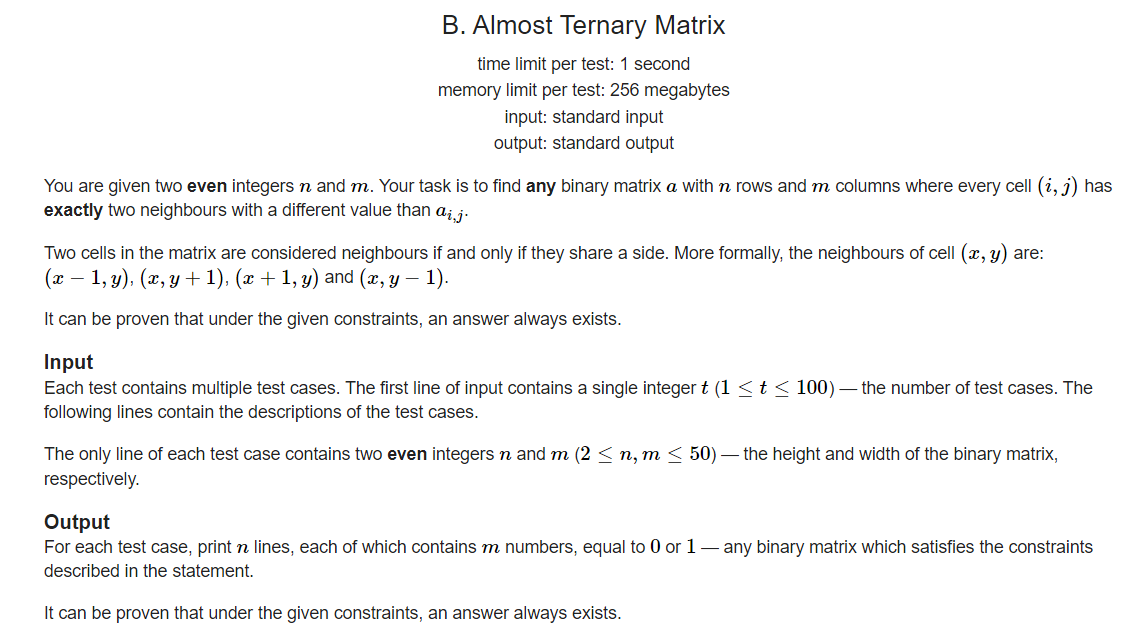 B. Almost Ternary Matrix
time limit per test: 1 second
memory limit per test: 256 megabytes
input: standard input
output: standard output
You are given two even integers n and m. Your task is to find any binary matrix a with n rows and m columns where every cell (i, j) has
exactly two neighbours with a different value than a_{i,j}.
Two cells in the matrix are considered neighbours if and only if they share a side. More formally, the neighbours of cell (x, y) are:
(x − 1, y), (x, y + 1), (x + 1, y) and (x, y − 1).
It can be proven that under the given constraints, an answer always exists.
Input
Each test contains multiple test cases. The first line of input contains a single integer t (1 ≤ t ≤ 100) — the number of test cases. The
following lines contain the descriptions of the test cases.
The only line of each test case contains two even integers n and m (2 ≤ n, m ≤ 50) — the height and width of the binary matrix,
respectively.
Output
For each test case, print n lines, each of which contains m numbers, equal to 0 or 1 — any binary matrix which satisfies the constraints
described in the statement.
It can be proven that under the given constraints, an answer always exists.